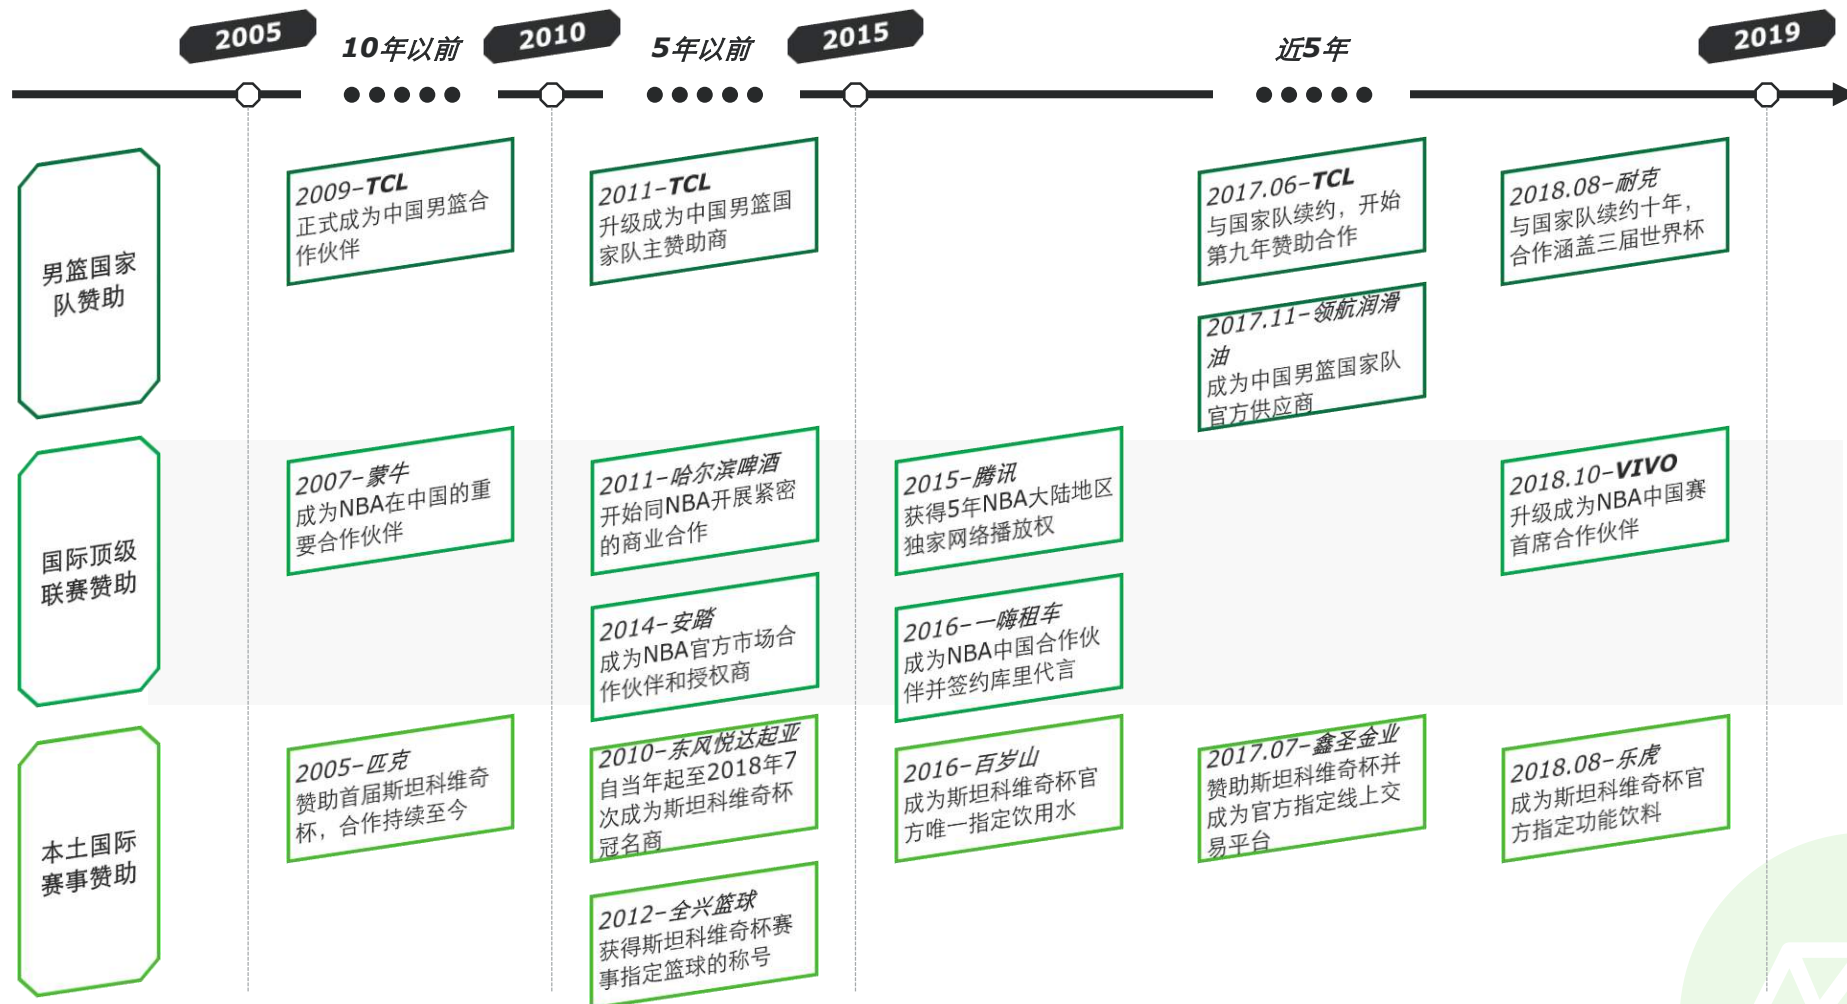 2005
10年以前
2010
5年以前
2015
近5年
2019
男篮国家
队赞助
2009-TCL
正式成为中国男篮合
作伙伴
2011-TCL
升级成为中国男篮国
家队主赞助商
2017.06-TCL
与国家队续约，开始
第九年赞助合作
2018.08-耐克
与国家队续约十年，
合作涵盖三届世界杯
2017.11-领航润滑
油
成为中国男篮国家队
官方供应商
国际顶级
联赛赞助
2007-蒙牛
成为NBA在中国的重
要合作伙伴
2011-哈尔滨啤酒
开始同NBA开展紧密
的商业合作
2015-腾讯
获得5年NBA大陆地区
独家网络播放权
2018.10-VIVO
升级成为NBA中国赛
首席合作伙伴
2014-安踏
成为NBA官方市场合
作伙伴和授权商
2016-一嗨租车
成为NBA中国合作伙
伴并签约库里代言
本土国际
赛事赞助
2005-匹克
赞助首届斯坦科维奇
杯，合作持续至今
2010-东风悦达起亚
自当年起至2018年7
次成为斯坦科维奇杯
冠名商
2016-百岁山
成为斯坦科维奇杯官
方唯一指定饮用水
2017.07-鑫圣金业
赞助斯坦科维奇杯并
成为官方指定线上交
易平台
2018.08-乐虎
成为斯坦科维奇杯官
方指定功能饮料
2012-全兴篮球
获得斯坦科维奇杯赛
事指定篮球的称号